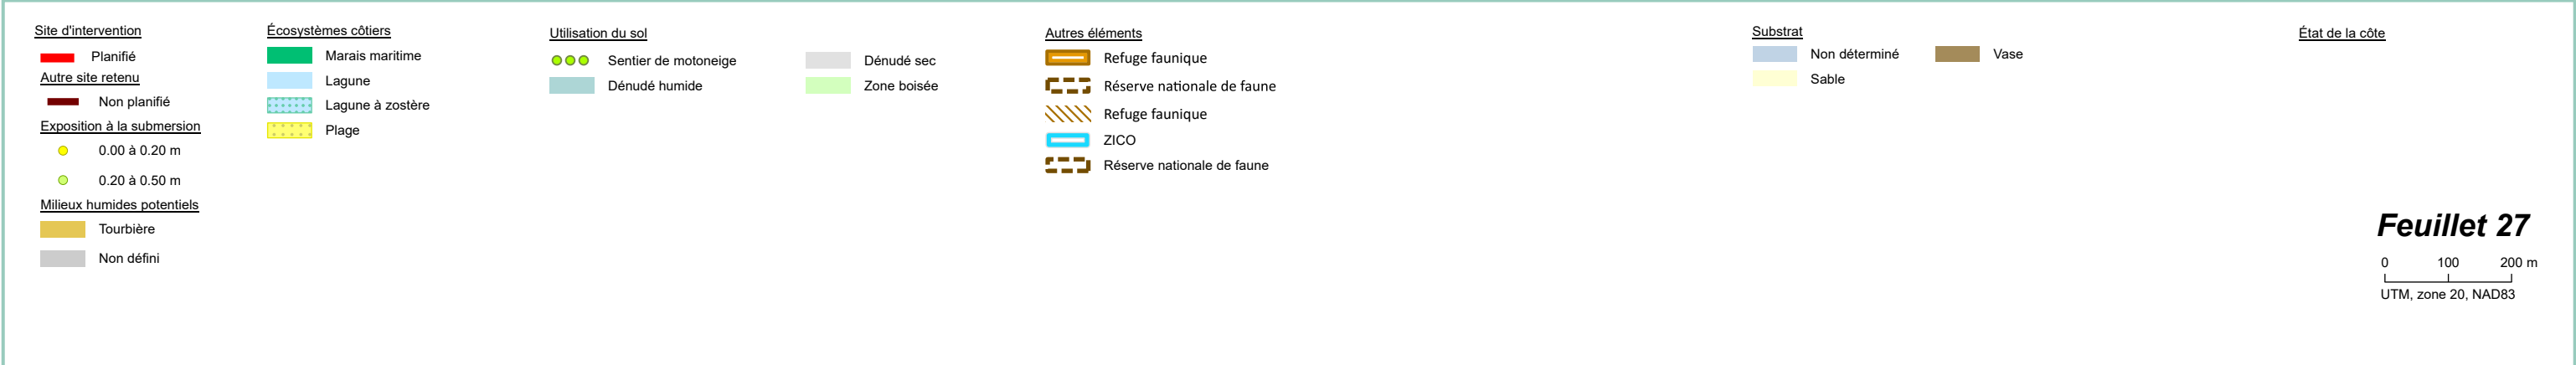 Site d'intervention
Planifié
Autre site retenu
Non planifié
Exposition à la submersion
0.00 à 0.20 m
0.20 à 0.50 m
Milieux humides potentiels
Tourbière
Non défini
Écosystèmes côtiers
Marais maritime
Lagune
Lagune à zostère
Plage
Utilisation du sol
Sentier de motoneige
Dénudé humide
Dénudé sec
Zone boisée
Autres éléments
Refuge faunique
Réserve nationale de faune
Refuge faunique
ZICO
Réserve nationale de faune
Substrat
Non déterminé
Sable
Vase
État de la côte
Feuillet 27
0 100 200 m
UTM, zone 20, NAD83